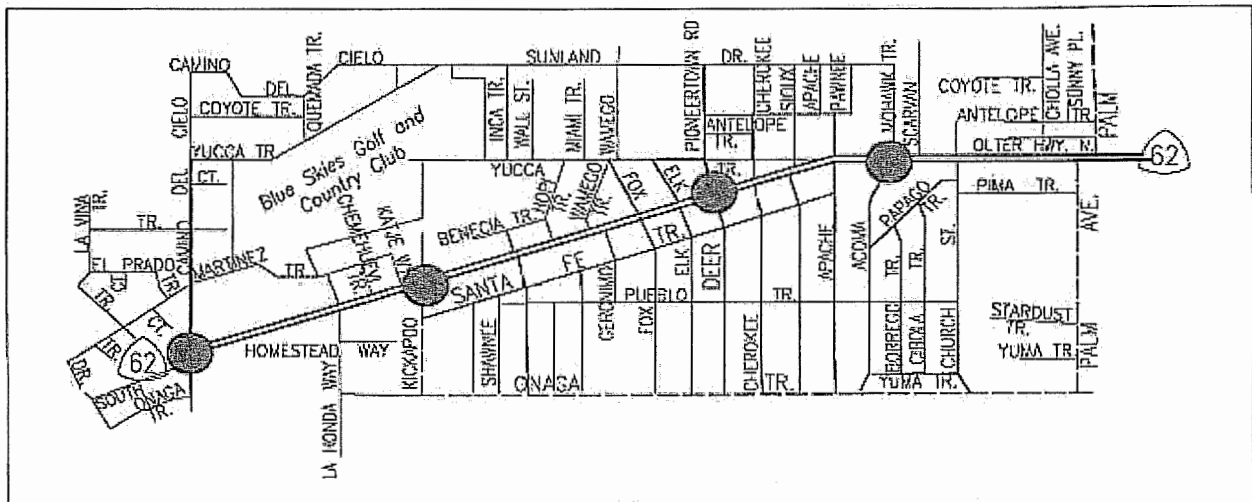 CAMINO
DEL
CIELO
COYOTE TR.
QUEMADA TR.
SUNLAND
DR.
PIONEERTOWN RD
CHEROKEE
SIOUX
APACHE
PAWNEE
MOHAWK TR.
SCARVAN
COYOTE TR.
CHOLLA AVE.
SUNNY PL.
PALM
ANTELOPE TR.
OUTER HWY. N.
62
CIELO
DEL
CAMINO
YUCCA TR.
CT.
Blue Skies Golf and
Country Club
INCA TR.
WALL ST.
MIAMI TR.
WAMEGO
ANTELOPE
TR.
YUCCA
TR.
HOPI
TR.
WAMEGO
TR.
FOX
ELK
PIMA TR.
PAPAGO
TR.
LA VINA
TR.
TR.
EL PRADO
CT.
TR.
MARTINEZ
TR.
CHEMEHUEVI
TR.
KATJE
BENECIA TR.
SANTA
FE
TR.
GERONIMO
FOX
ELK
DEER
PUEBLO
TR.
APACHE
ACOMA
ST.
AVE.
TR.
CT.
TR.
62
DR.
SOUTH
ONAGA
TR.
HOMESTEAD WAY
LA HONDA WAY
KICKAPOO
SHAWNEE
ONAGA
TR.
CHEROKEE
BORREGO
TR.
CIBOLA
TR.
CHURCH
YUMA TR.
STARDUST
TR.
YUMA TR.
PALM